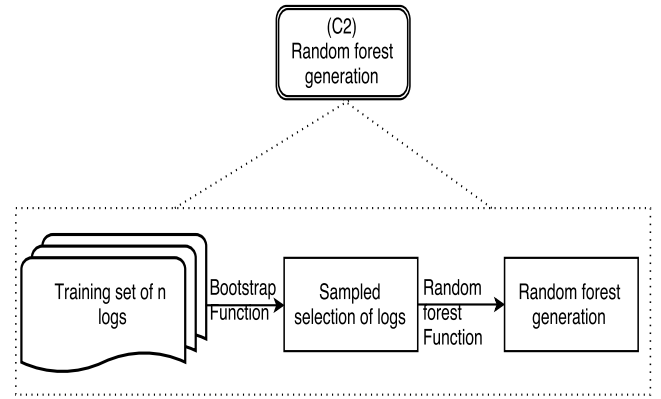 (C2)
Random forest
generation
Training set of n
logs
Bootstrap
Function
Sampled
selection of logs
Random
forest
Function
Random forest
generation